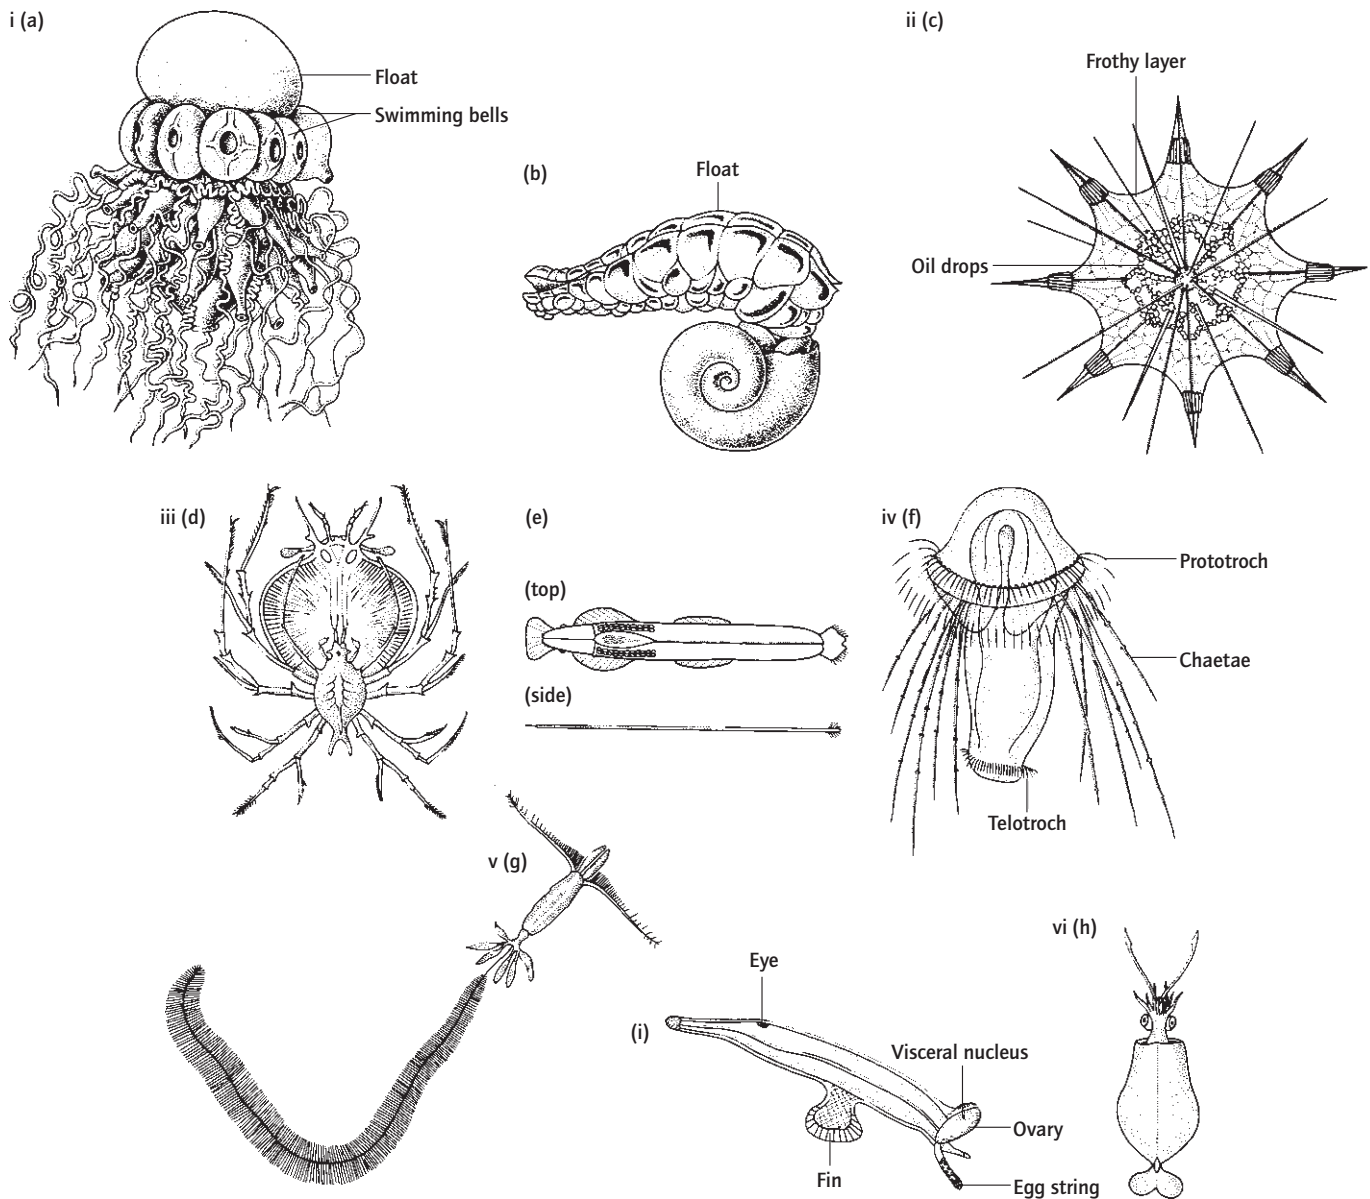 i (a)
Float
Swimming bells
(b)
Float
ii (c)
Frothy layer
Oil drops
iii (d)
(e)
(top)
(side)
iv (f)
Prototroch
Chaetae
Telotroch
v (g)
(i)
Eye
Visceral nucleus
Ovary
Fin
Egg string
vi (h)